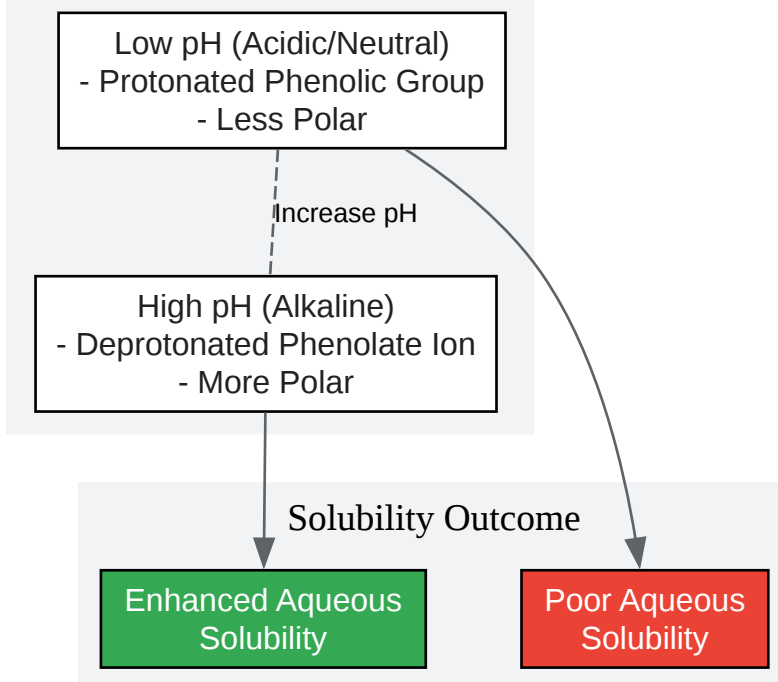 Low pH (Acidic/Neutral)
- Protonated Phenolic Group
- Less Polar
Increase pH
High pH (Alkaline)
- Deprotonated Phenolate Ion
- More Polar
Solubility Outcome
Enhanced Aqueous
Solubility
Poor Aqueous
Solubility